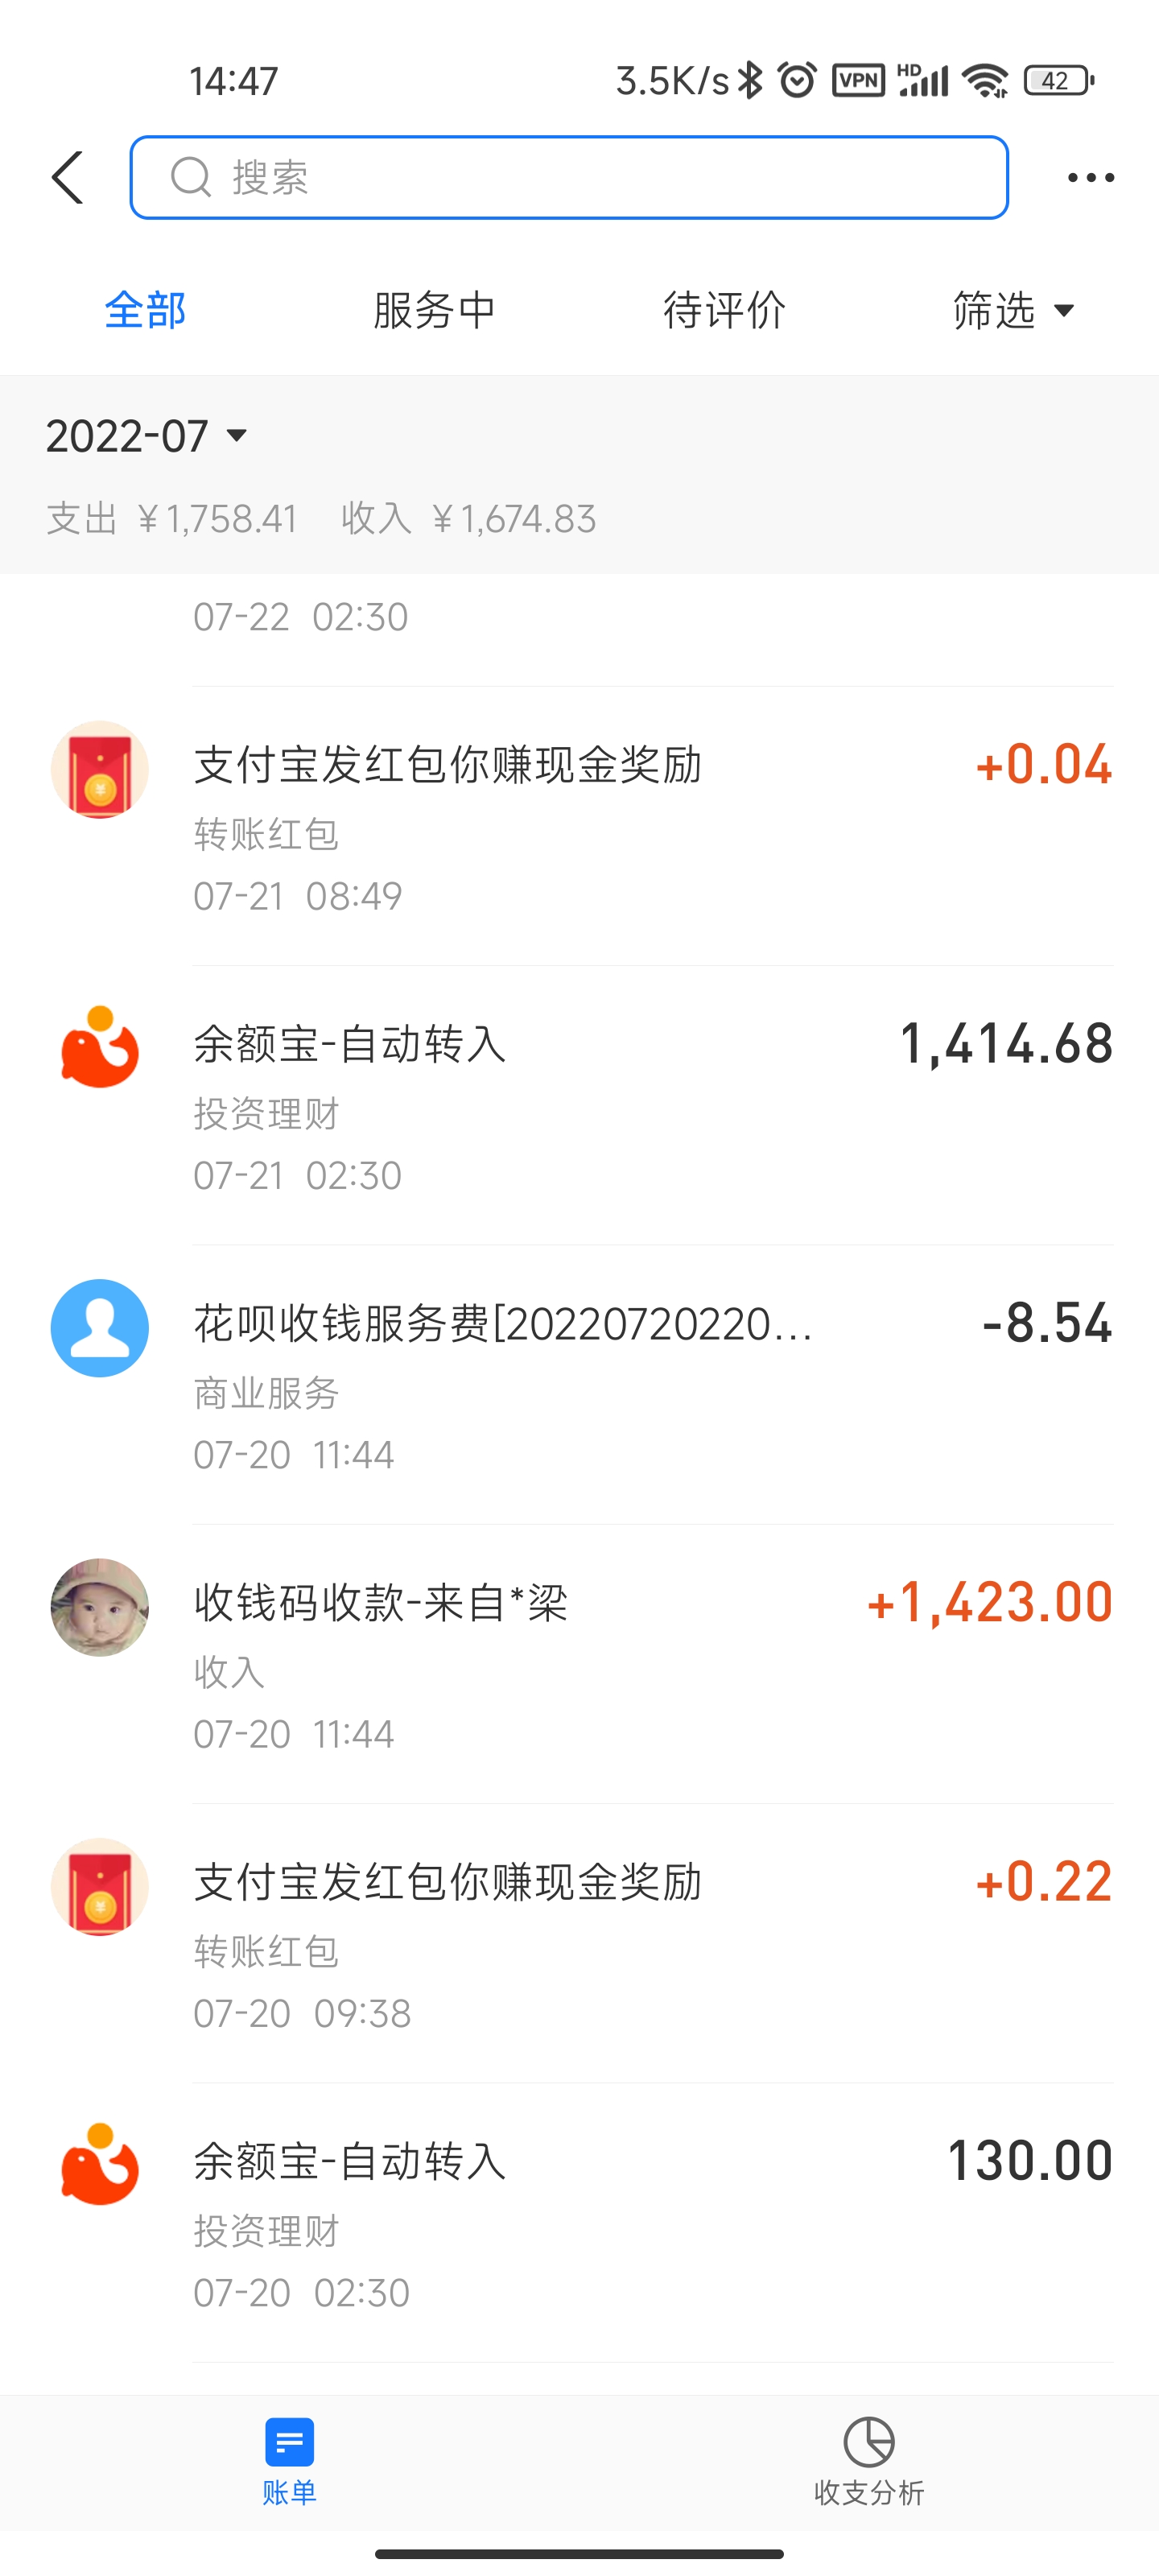 14:47 3.5K/s VPN HD 42
搜索
全部 服务中 待评价 筛选
2022-07
支出 ¥1,758.41 收入 ¥1,674.83
07-22 02:30
支付宝发红包你赚现金奖励 +0.04
转账红包
07-21 08:49
余额宝-自动转入 1,414.68
投资理财
07-21 02:30
花呗收钱服务费[20220720220... -8.54
商业服务
07-20 11:44
收钱码收款-来自*梁 +1,423.00
收入
07-20 11:44
支付宝发红包你赚现金奖励 +0.22
转账红包
07-20 09:38
余额宝-自动转入 130.00
投资理财
07-20 02:30
账单 收支分析